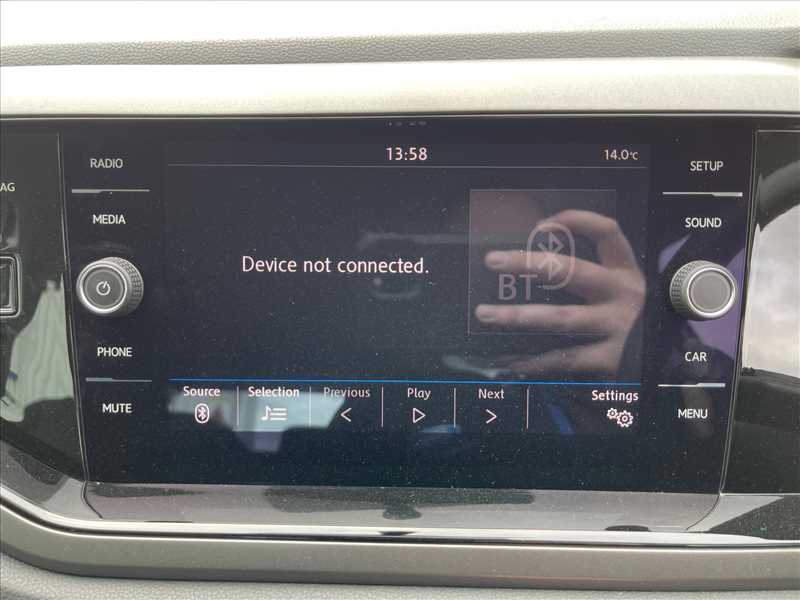 13:58
14.0°C
RADIO
MEDIA
PHONE
MUTE
AG
Device not connected.
BT
Source
Selection
Previous
Play
Next
Settings
SETUP
SOUND
CAR
MENU